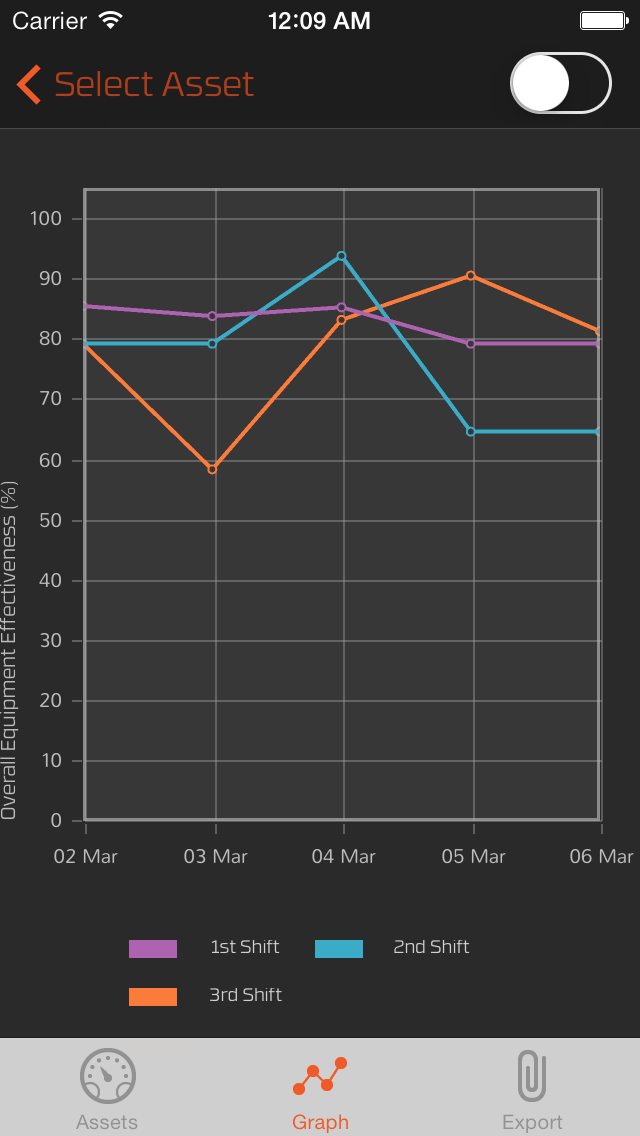 Carrier 12:09 AM
Select Asset
Overall Equipment Effectiveness (%)
100
90
80
70
60
50
40
30
20
10
0
02 Mar 03 Mar 04 Mar 05 Mar 06 Mar
1st Shift 2nd Shift
3rd Shift
Assets Graph Export